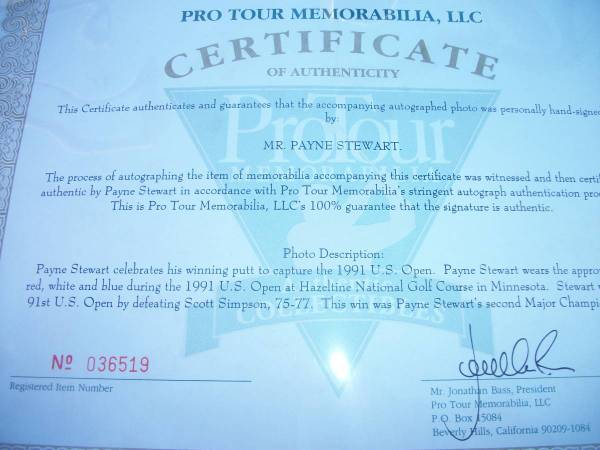 PRO TOUR MEMORABILIA, LLC
CERTIFICATE
OF AUTHENTICITY
This Certificate authenticates and guarantees that the accompanying autographed photo was personally hand-signe
by:
MR. PAYNE STEWART.
The process of autographing the item of memorabilia accompanying this certificate was witnessed and then certif
authentic by Payne Stewart in accordance with Pro Tour Memorabilia's stringent autograph authentication pro
This is Pro Tour Memorabilia, LLC's 100% guarantee that the signature is authentic.
ProTour
Photo Description:
Payne Stewart celebrates his winning putt to capture the 1991 U.S. Open. Payne Stewart wears the appro
red, white and blue during the 1991 U.S. Open at Hazeltine National Golf Course in Minnesota. Stewart
91st U.S. Open by defeating Scott Simpson, 75-77. This win was Payne Stewart's second Major Champi
Nº 036519
Registered Item Number
Mr. Jonathan Bass, President
Pro Tour Memorabilia, LLC
P.O. Box 15084
Beverly Hills, California 90209-1084